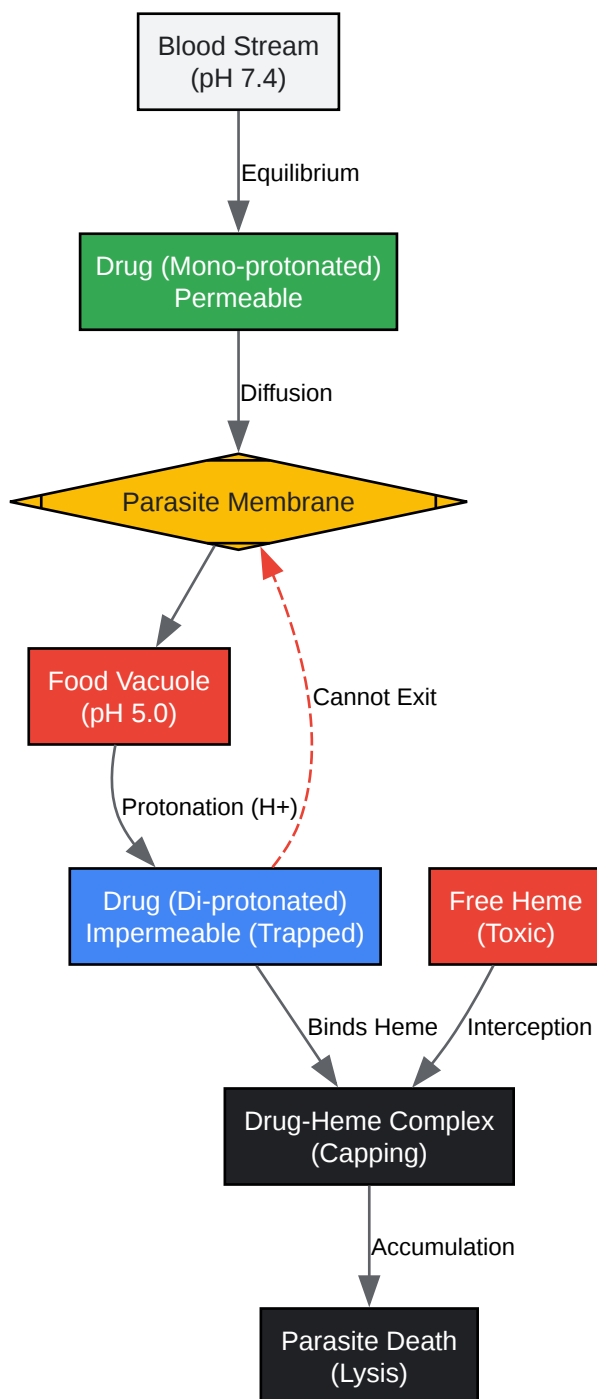 Blood Stream
(pH 7.4)
Equilibrium
Drug (Mono-protonated)
Permeable
Diffusion
Parasite Membrane
Food Vacuole
(pH 5.0)
Cannot Exit
Protonation (H+)
Drug (Di-protonated)
Impermeable (Trapped)
Free Heme
(Toxic)
Binds Heme
Interception
Drug-Heme Complex
(Capping)
Accumulation
Parasite Death
(Lysis)